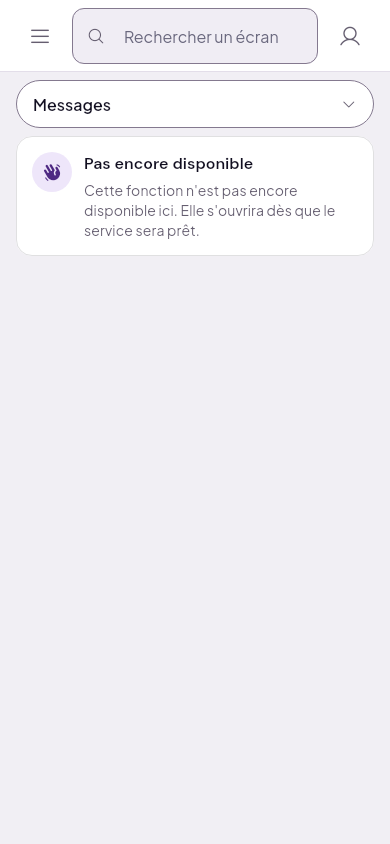 Rechercher un écran
Messages
Pas encore disponible
Cette fonction n'est pas encore
disponible ici. Elle s'ouvrira dès que le
service sera prêt.